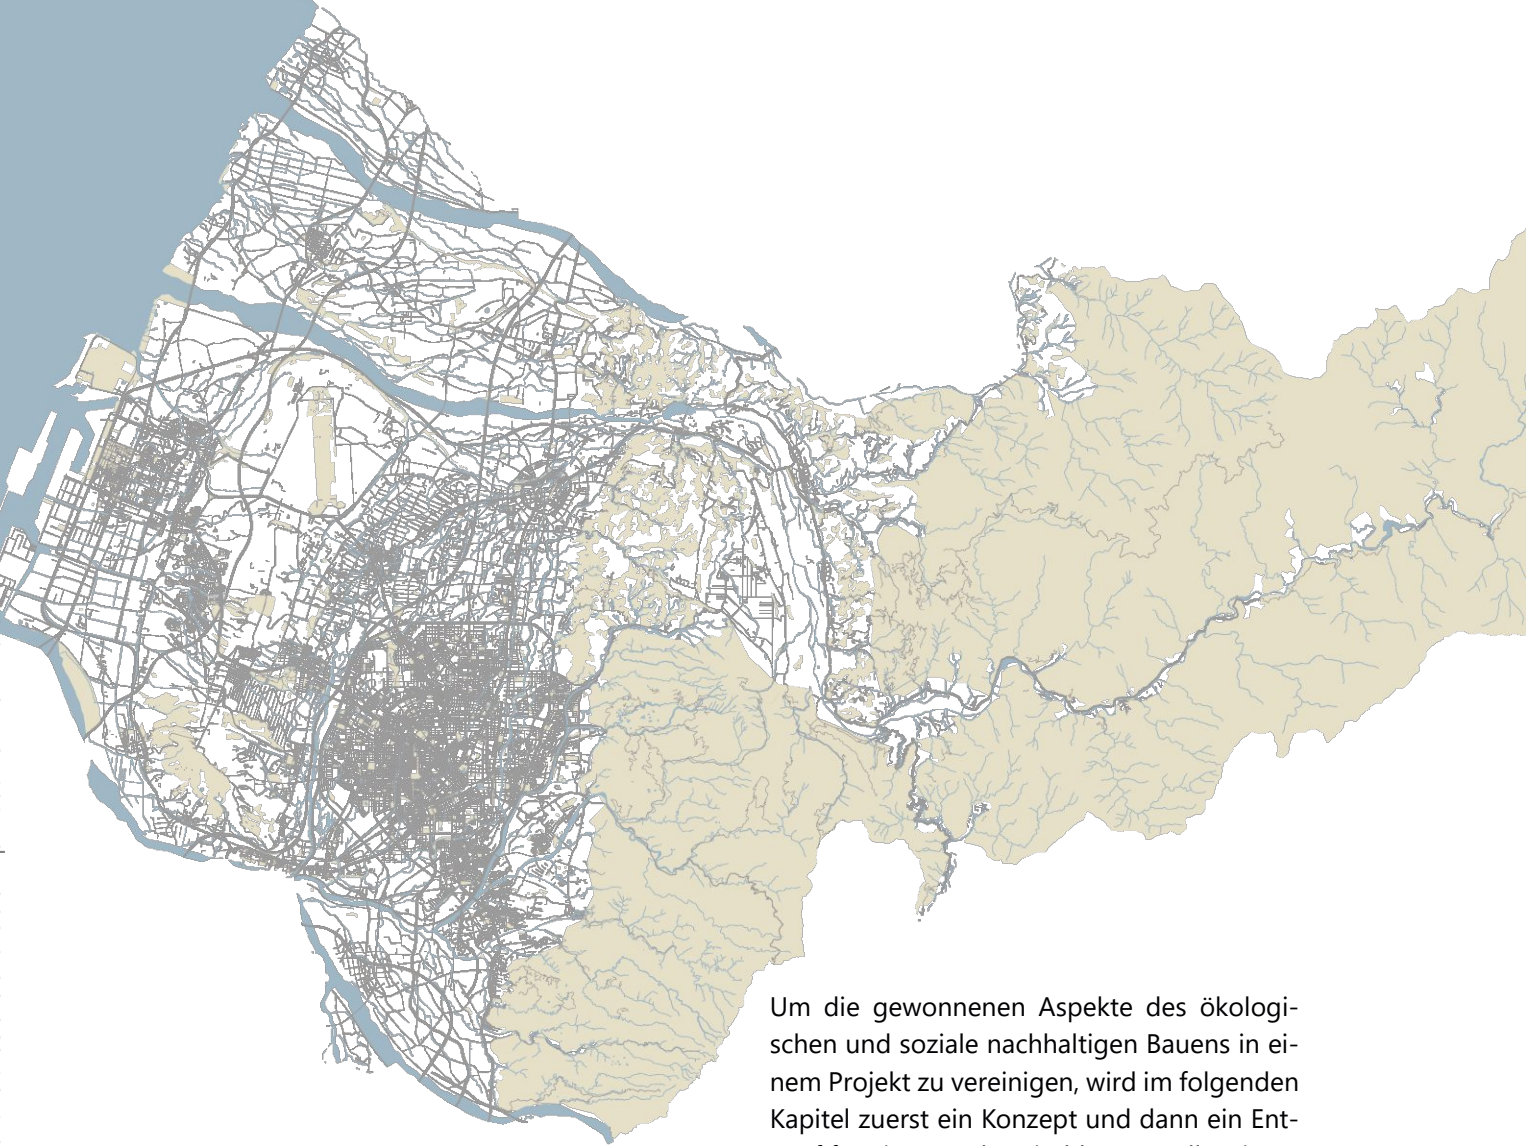 Um die gewonnenen Aspekte des ökologi-
schen und soziale nachhaltigen Bauens in ei-
nem Projekt zu vereinigen, wird im folgenden
Kapitel zuerst ein Konzept und dann ein Ent-